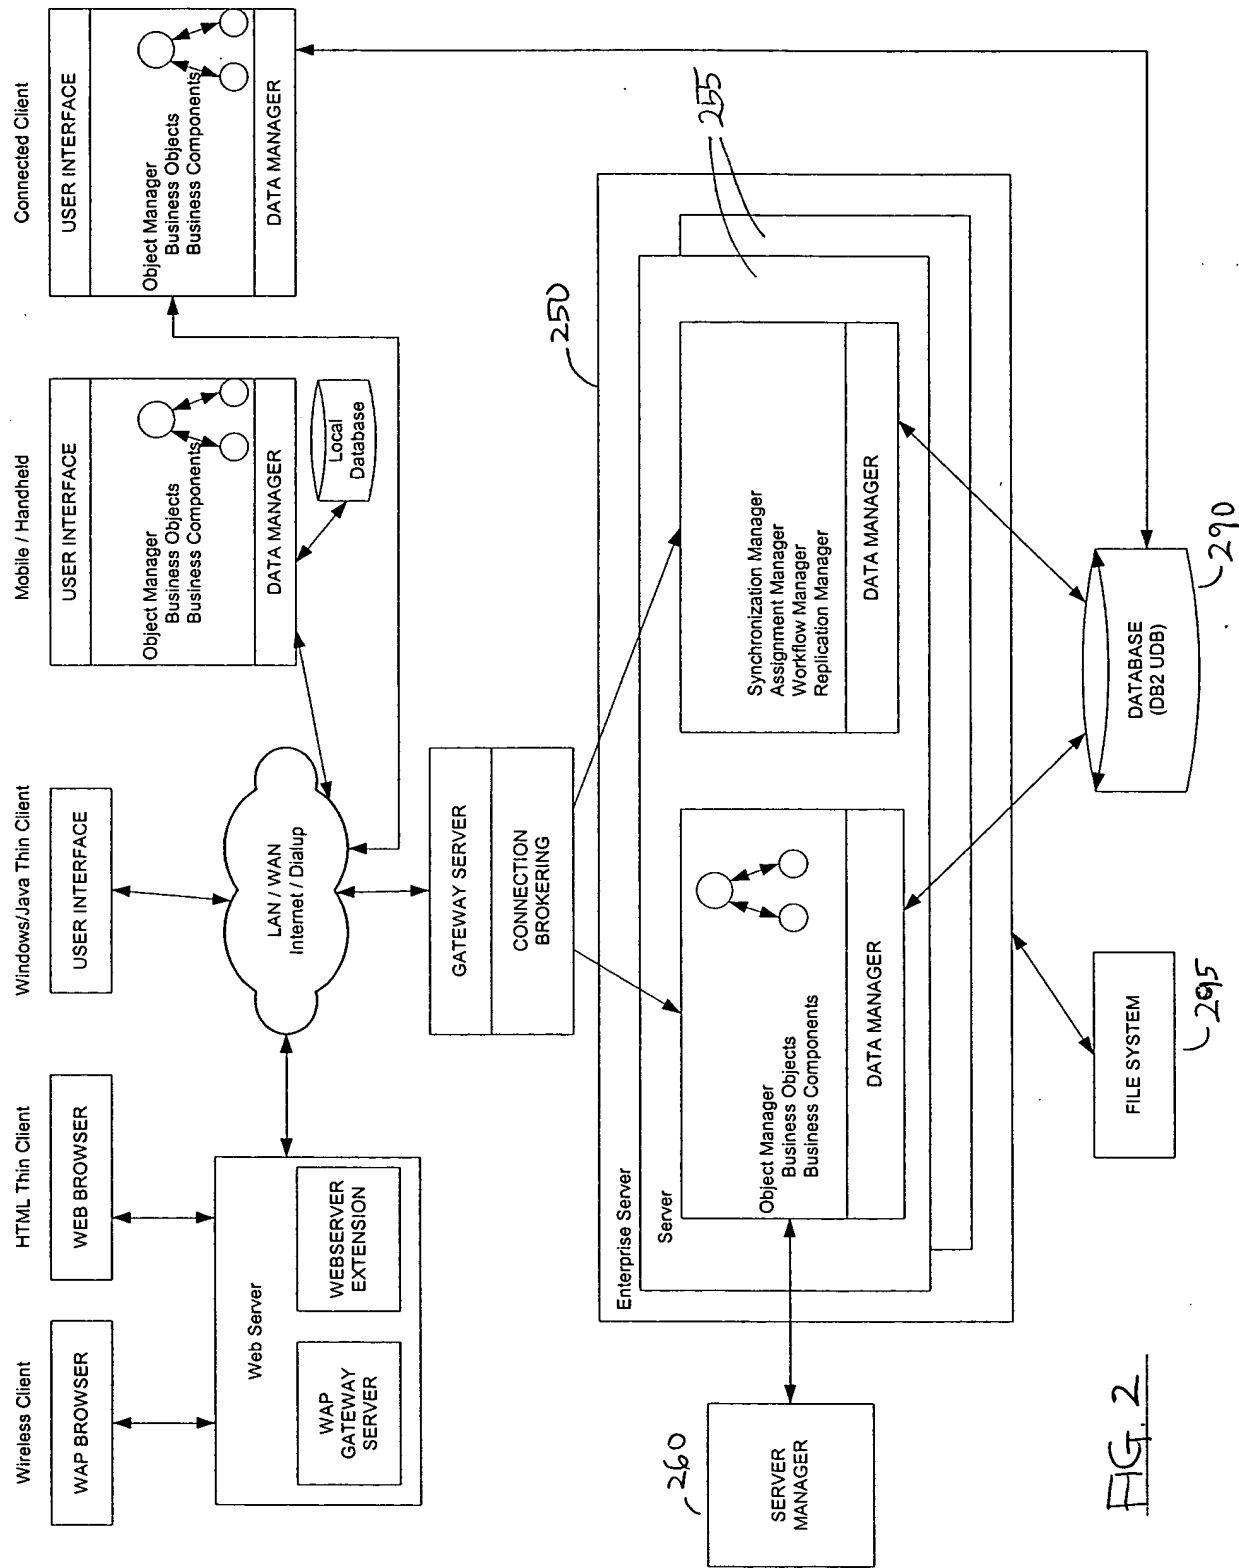 Wireless Client
HTML Thin Client
Windows/Java Thin Client
Mobile / Handheld
Connected Client
WAP BROWSER
WEB BROWSER
USER INTERFACE
USER INTERFACE
Object Manager
Business Objects
Business Components
DATA MANAGER
Local
Database
USER INTERFACE
Object Manager
Business Objects
Business Components
DATA MANAGER
Web Server
WAP
GATEWAY
SERVER
WEBSERVER
EXTENSION
LAN / WAN
Internet / Dialup
GATEWAY SERVER
CONNECTION
BROKERING
250
255
Enterprise Server
Server
Object Manager
Business Objects
Business Components
DATA MANAGER
Synchronization Manager
Assignment Manager
Workflow Manager
Replication Manager
DATA MANAGER
260
SERVER
MANAGER
FILE SYSTEM
295
DATABASE
(DB2 UDB)
290
FIG. 2